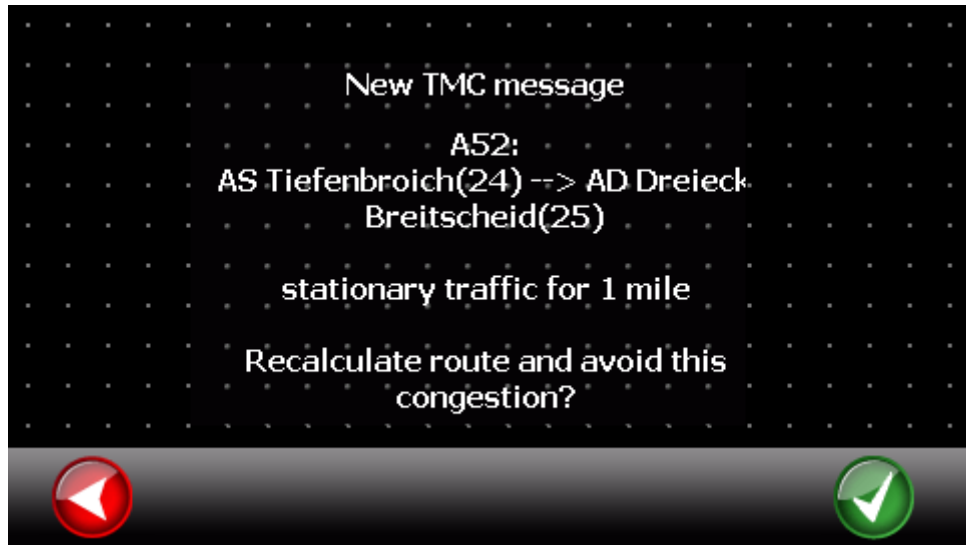 New TMC message
A52:
AS Tiefenbroich(24) --> AD Dreieck
Breitscheid(25)
stationary traffic for 1 mile
Recalculate route and avoid this
congestion?